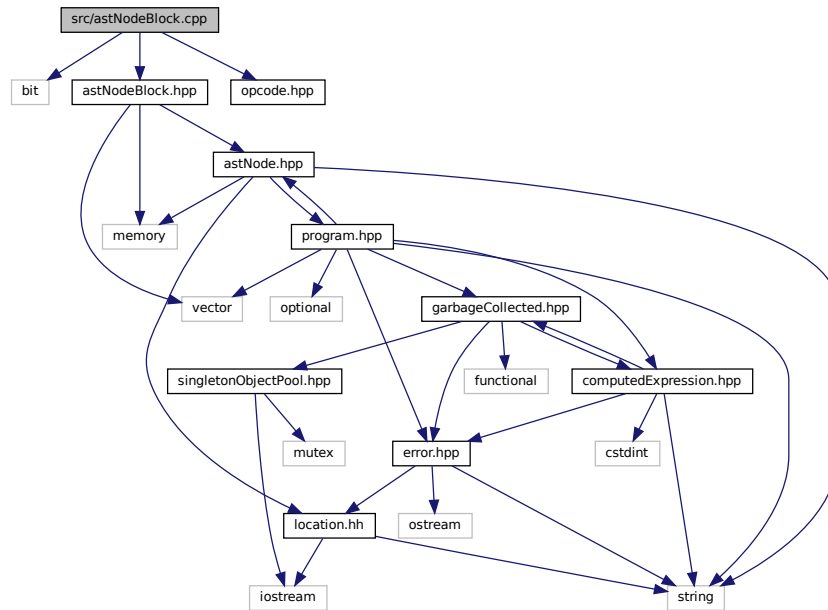 src/astNodeBlock.cpp
bit
astNodeBlock.hpp
opcode.hpp
astNode.hpp
memory
program.hpp
vector
optional
garbageCollected.hpp
singletonObjectPool.hpp
functional
computedExpression.hpp
mutex
error.hpp
cstdint
location.hh
ostream
iostream
string